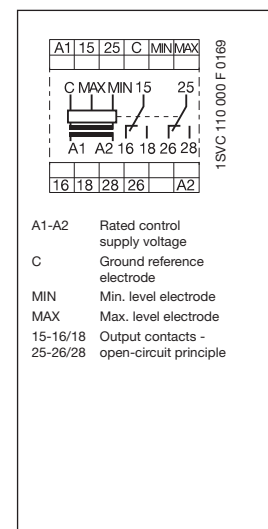 A1 15 25 C MIN MAX
C MAX MIN 15 25
A1 A2 16 18 26 28
16 18 28 26 A2
1SVC 110 000 F 0169
A1-A2 Rated control
supply voltage
C Ground reference
electrode
MIN Min. level electrode
MAX Max. level electrode
15-16/18 Output contacts -
25-26/28 open-circuit principle